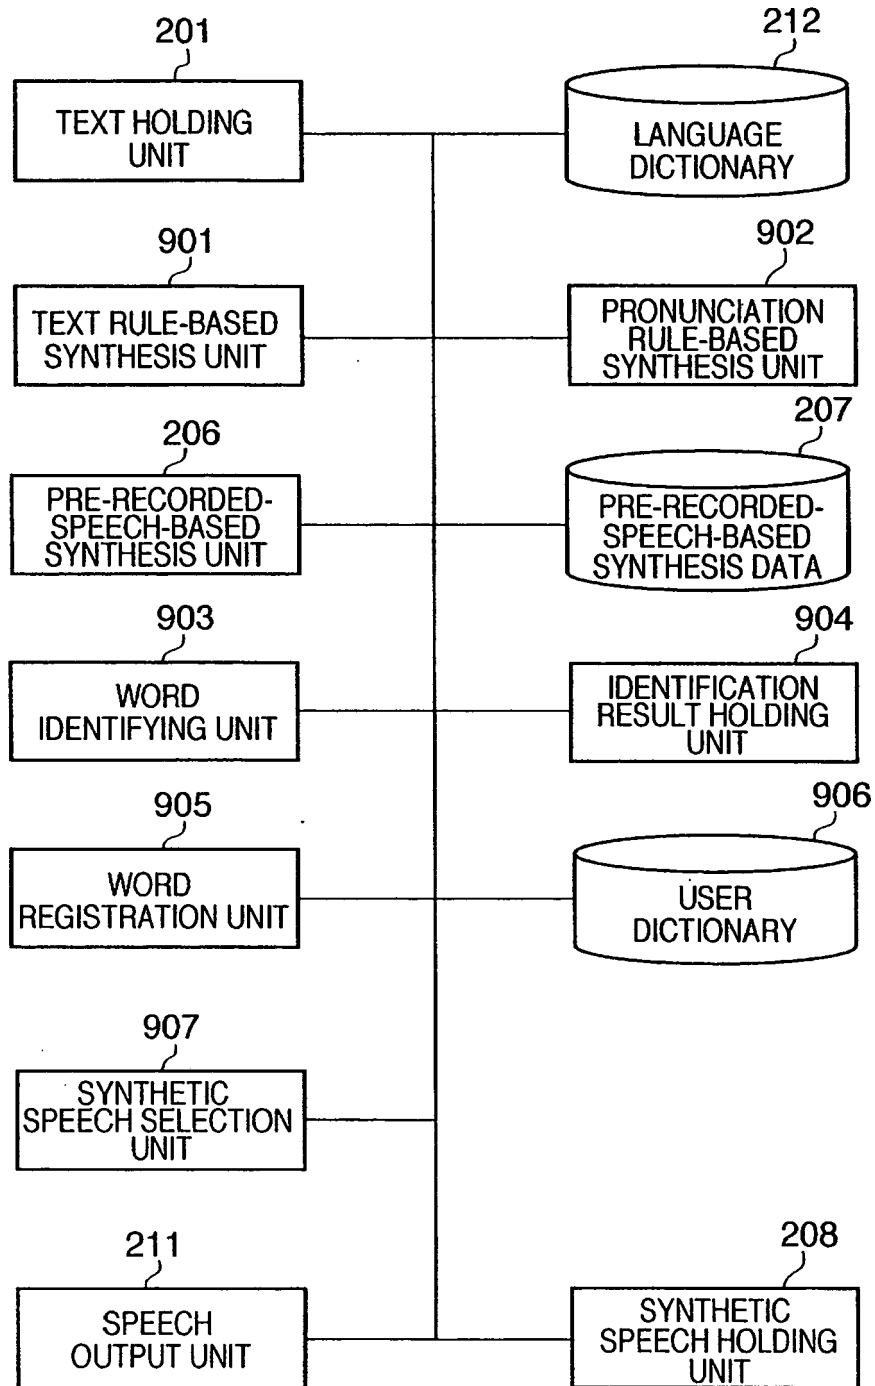 201
TEXT HOLDING
UNIT
212
LANGUAGE
DICTIONARY
901
TEXT RULE-BASED
SYNTHESIS UNIT
902
PRONUNCIATION
RULE-BASED
SYNTHESIS UNIT
206
PRE-RECORDED-
SPEECH-BASED
SYNTHESIS UNIT
207
PRE-RECORDED-
SPEECH-BASED
SYNTHESIS DATA
903
WORD
IDENTIFYING UNIT
904
IDENTIFICATION
RESULT HOLDING
UNIT
905
WORD
REGISTRATION UNIT
906
USER
DICTIONARY
907
SYNTHETIC
SPEECH SELECTION
UNIT
211
SPEECH
OUTPUT UNIT
208
SYNTHETIC
SPEECH HOLDING
UNIT